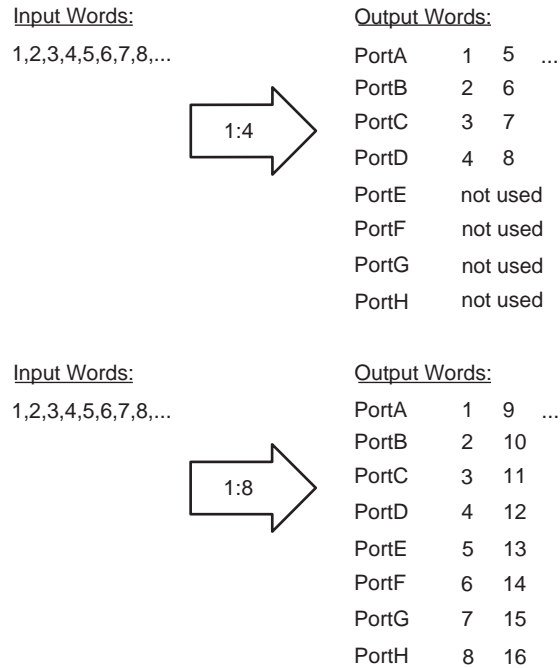 Input Words: Output Words:
1,2,3,4,5,6,7,8,... PortA 1 5 ...
PortB 2 6
1:4 PortC 3 7
PortD 4 8
PortE not used
PortF not used
PortG not used
PortH not used
Input Words: Output Words:
1,2,3,4,5,6,7,8,... PortA 1 9 ...
PortB 2 10
1:8 PortC 3 11
PortD 4 12
PortE 5 13
PortF 6 14
PortG 7 15
PortH 8 16